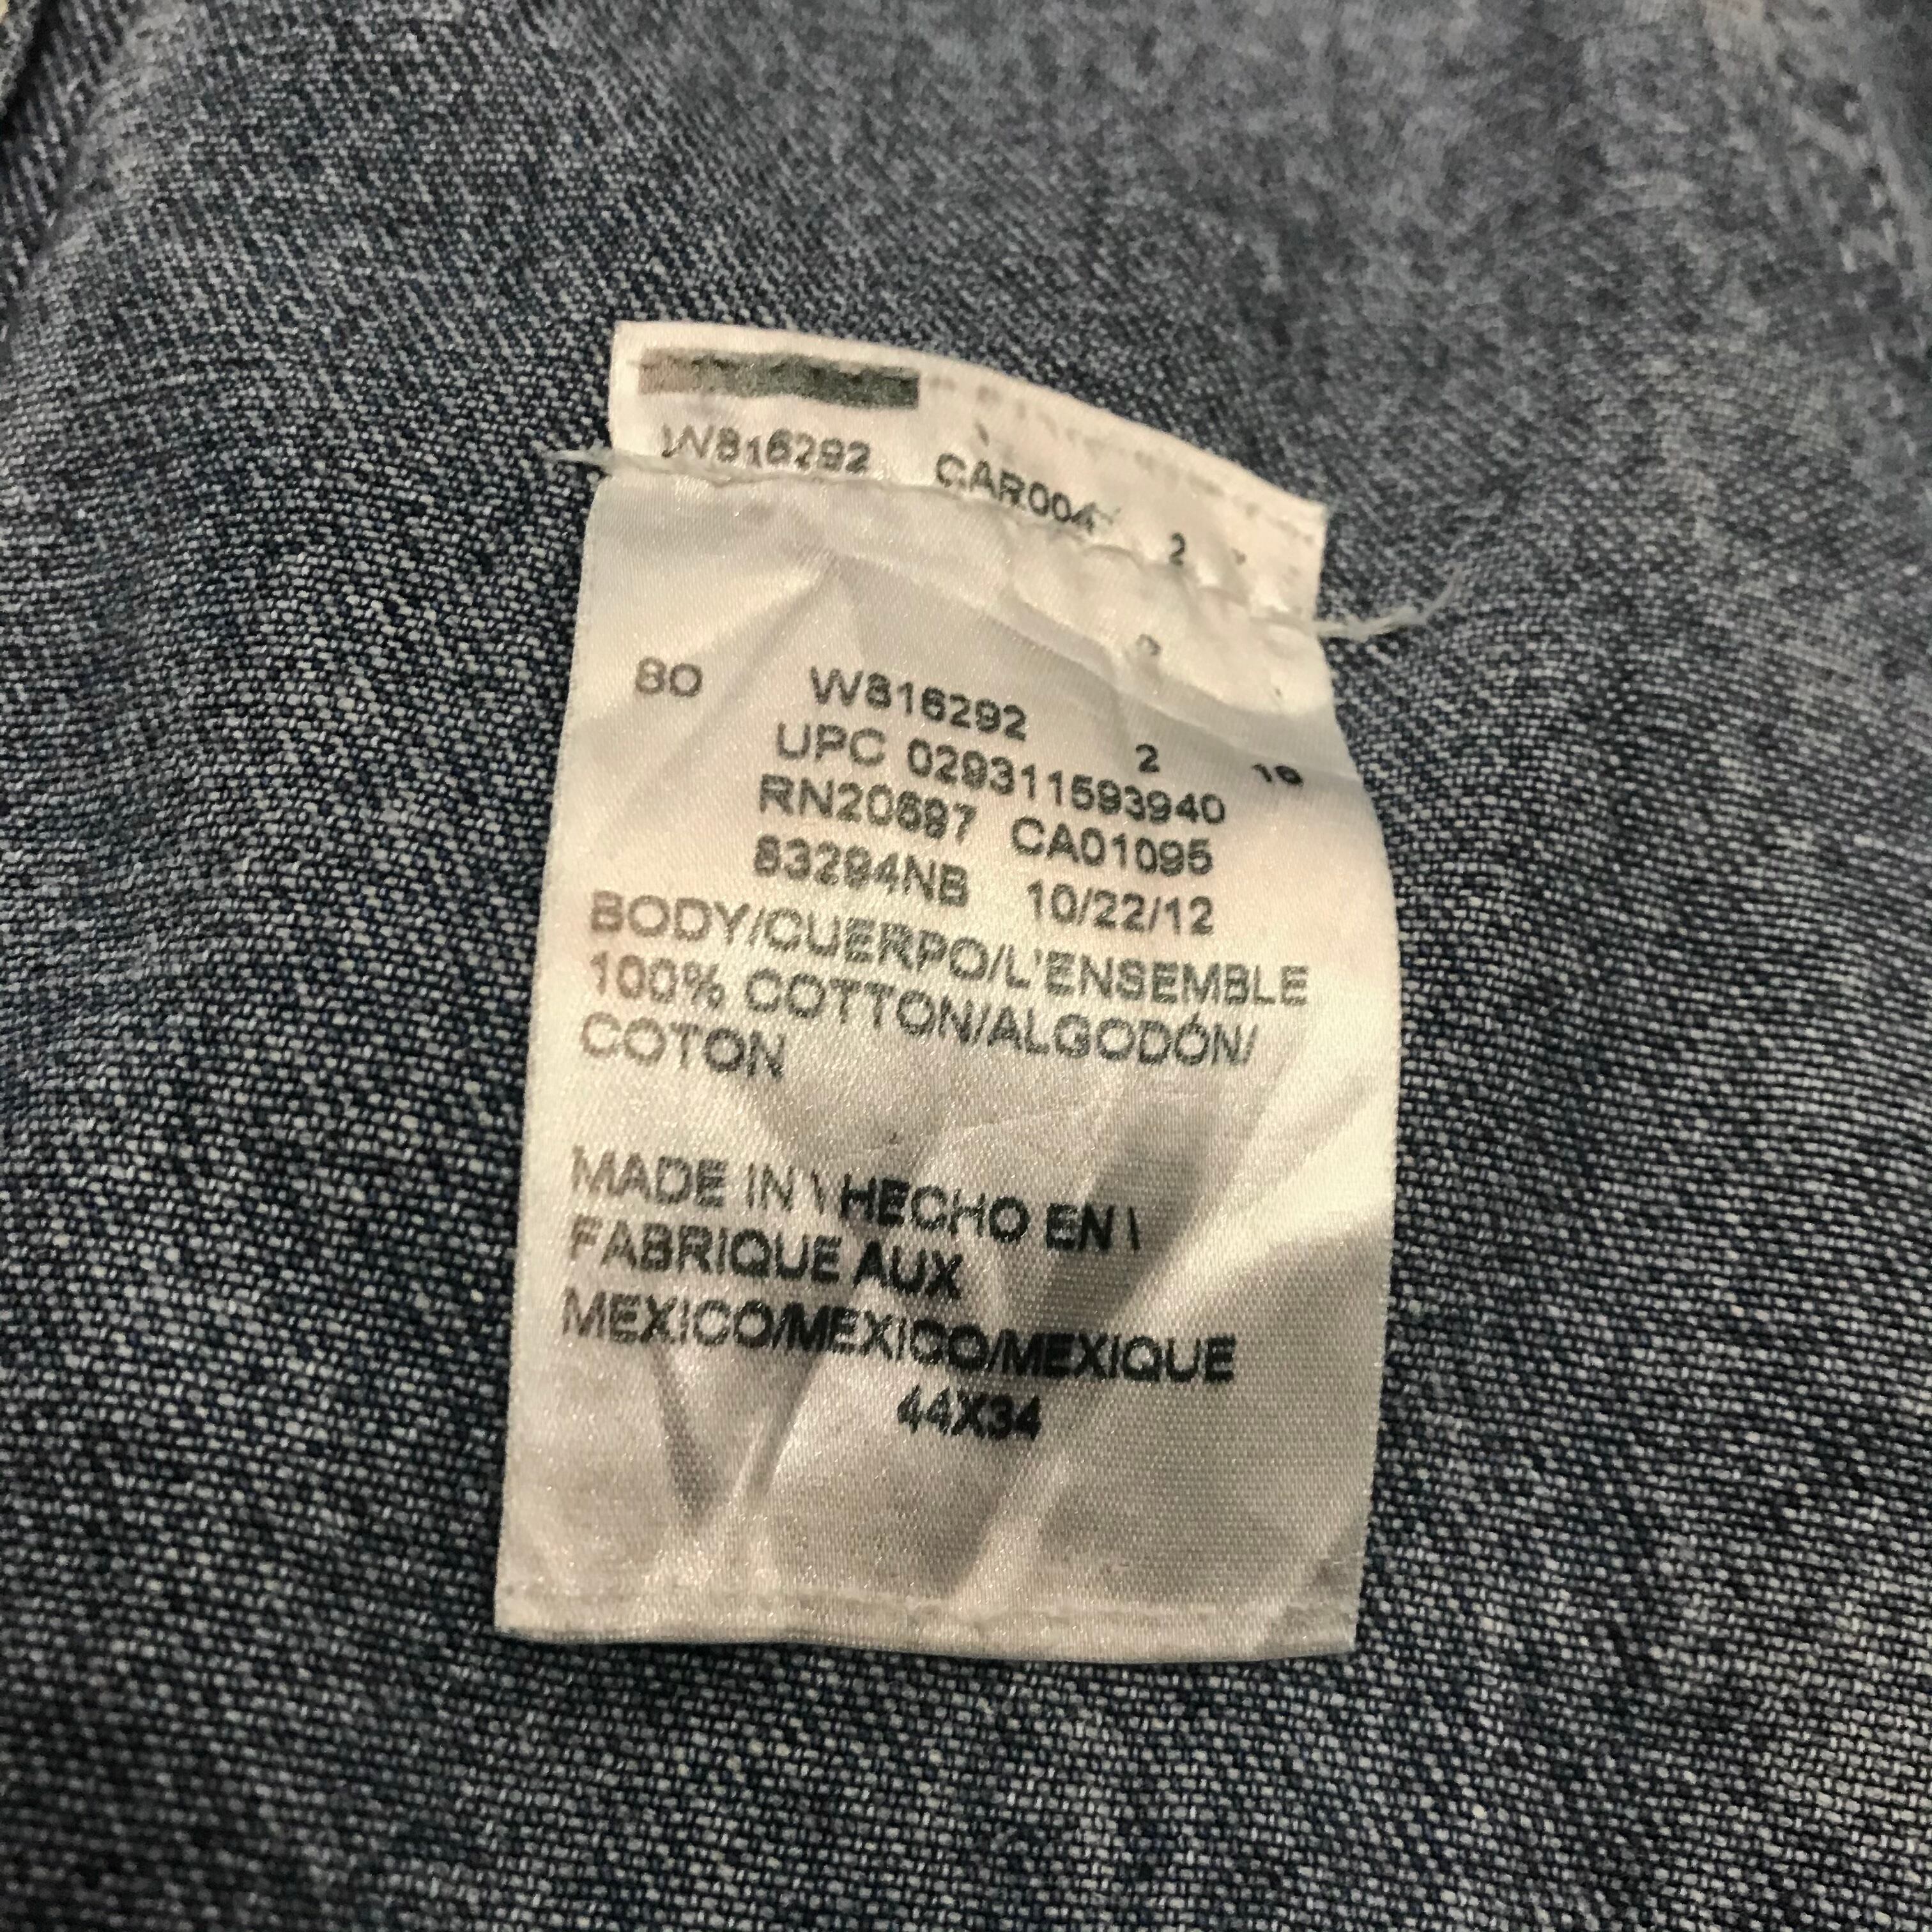 W816292 CAR004 2
80 W816292 2 10
UPC 029311593940
RN20697 CA01095
83294NB 10/22/12
BODY/CUERPO/L'ENSEMBLE
100% COTTON/ALGODÓN/
COTON
MADE IN \ HECHO EN \
FABRIQUE AUX
MEXICO/MEXICO/MEXIQUE
44X34